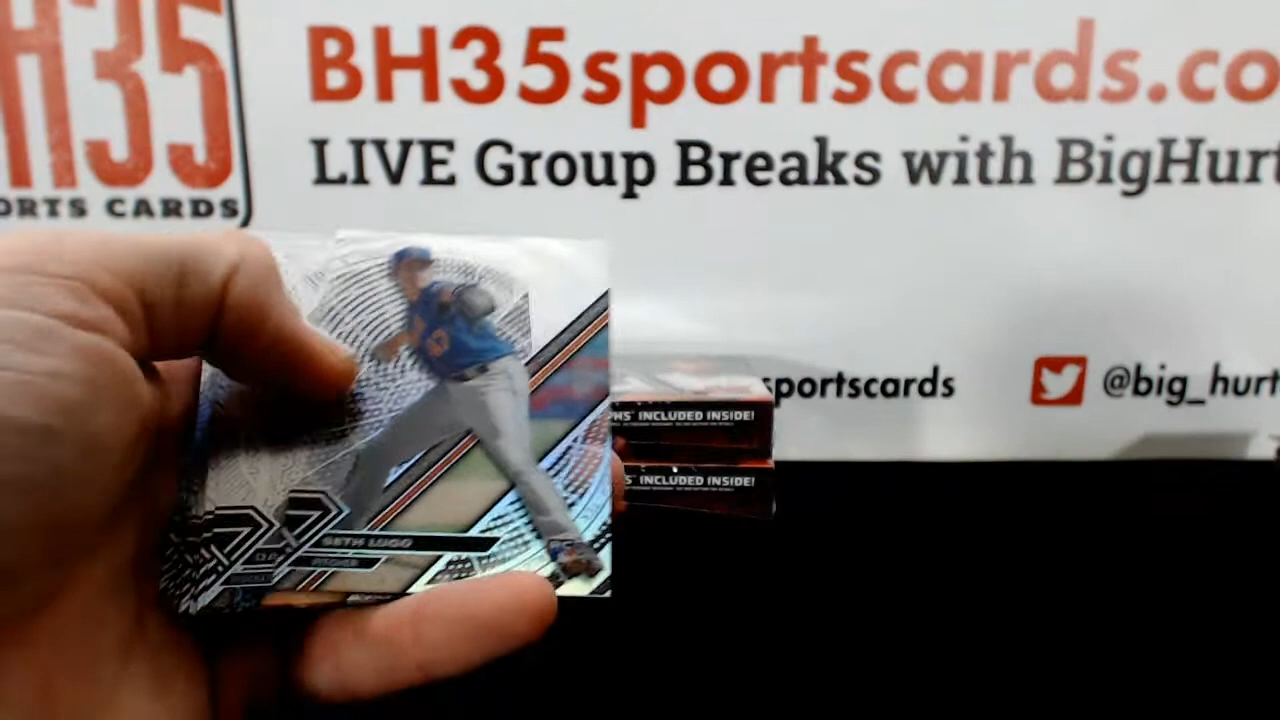 H35
ORTS CARDS
BH35sportscards.co
LIVE Group Breaks with BigHurt
sportscards
@big_hurt
INCLUDED INSIDE!
INCLUDED INSIDE!
SETH LUGO
PITCHER